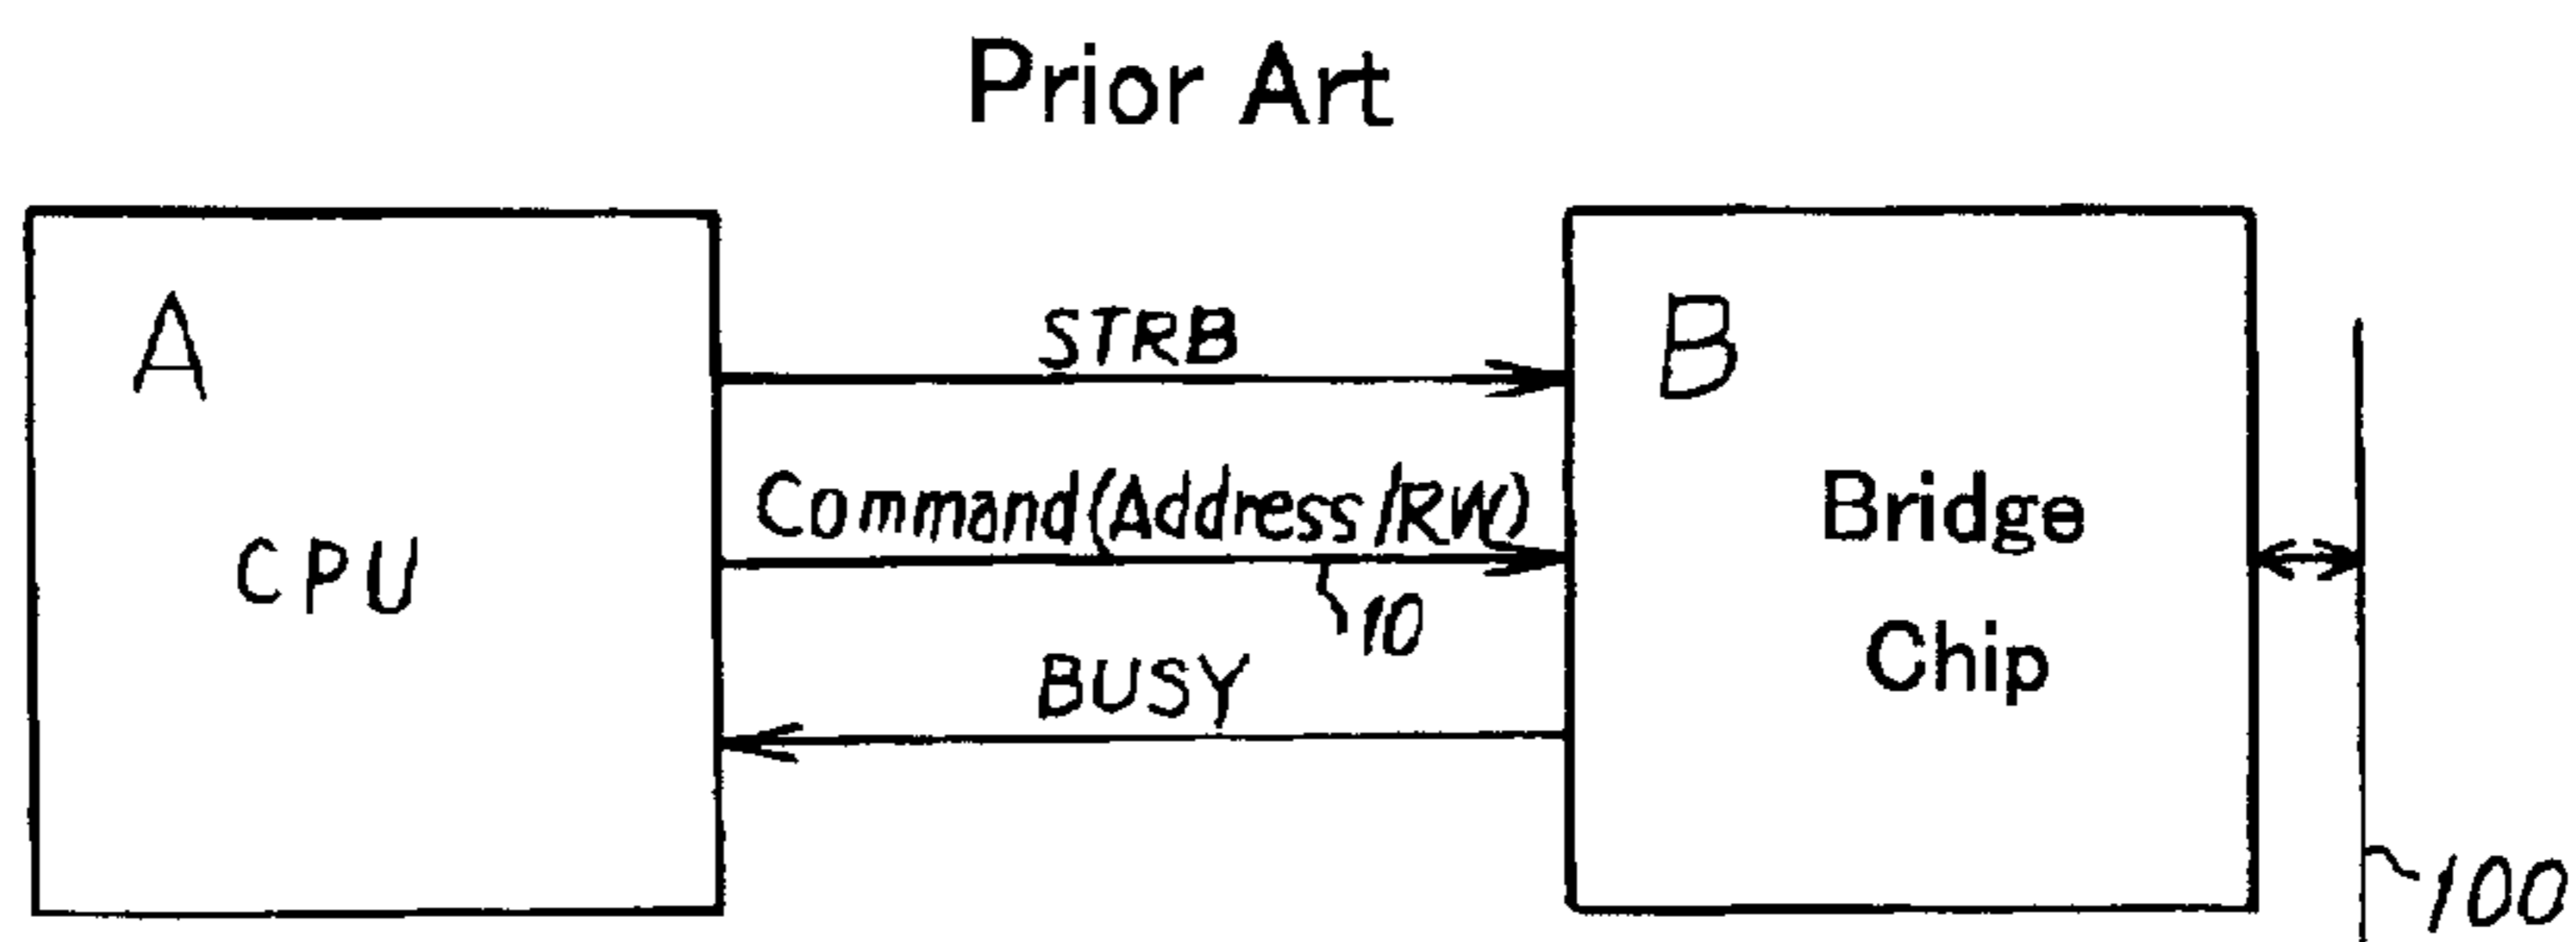 Prior Art
A
CPU
STRB
Command(Address/RW)
10
BUSY
B
Bridge
Chip
100